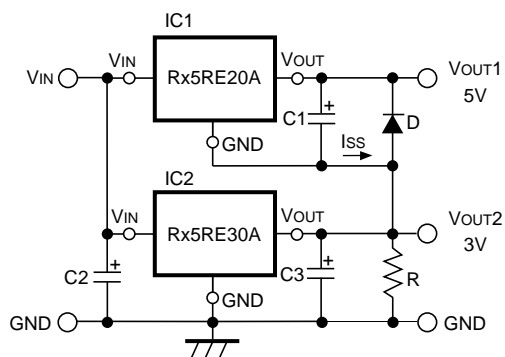 IC1
VIN
VIN
Rx5RE20A
VOUT
VOUT1
5V
C1
+
D
ISS
GND
IC2
VIN
Rx5RE30A
VOUT
VOUT2
3V
C2
+
GND
C3
+
R
GND
GND